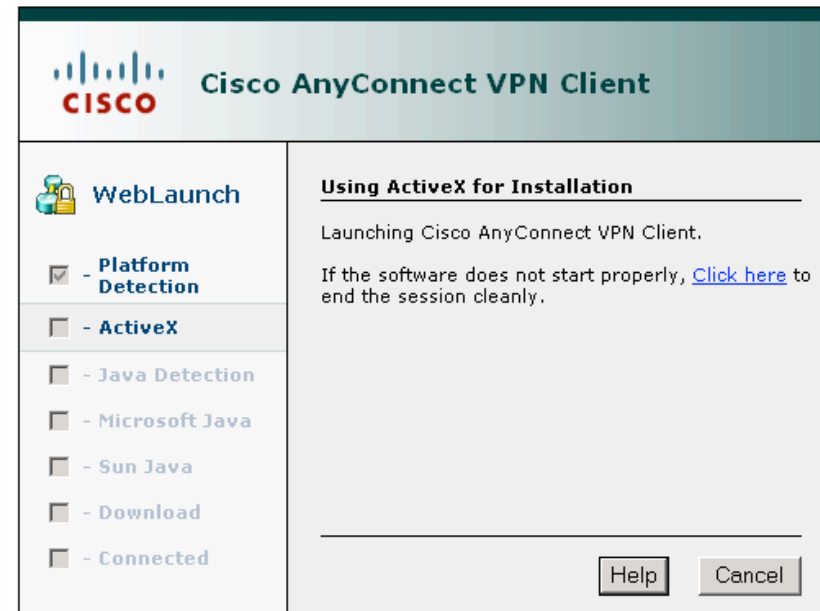 CISCO
Cisco AnyConnect VPN Client
WebLaunch
- Platform
Detection
- ActiveX
- Java Detection
- Microsoft Java
- Sun Java
- Download
- Connected
Using ActiveX for Installation
Launching Cisco AnyConnect VPN Client.
If the software does not start properly, Click here to
end the session cleanly.
Help
Cancel